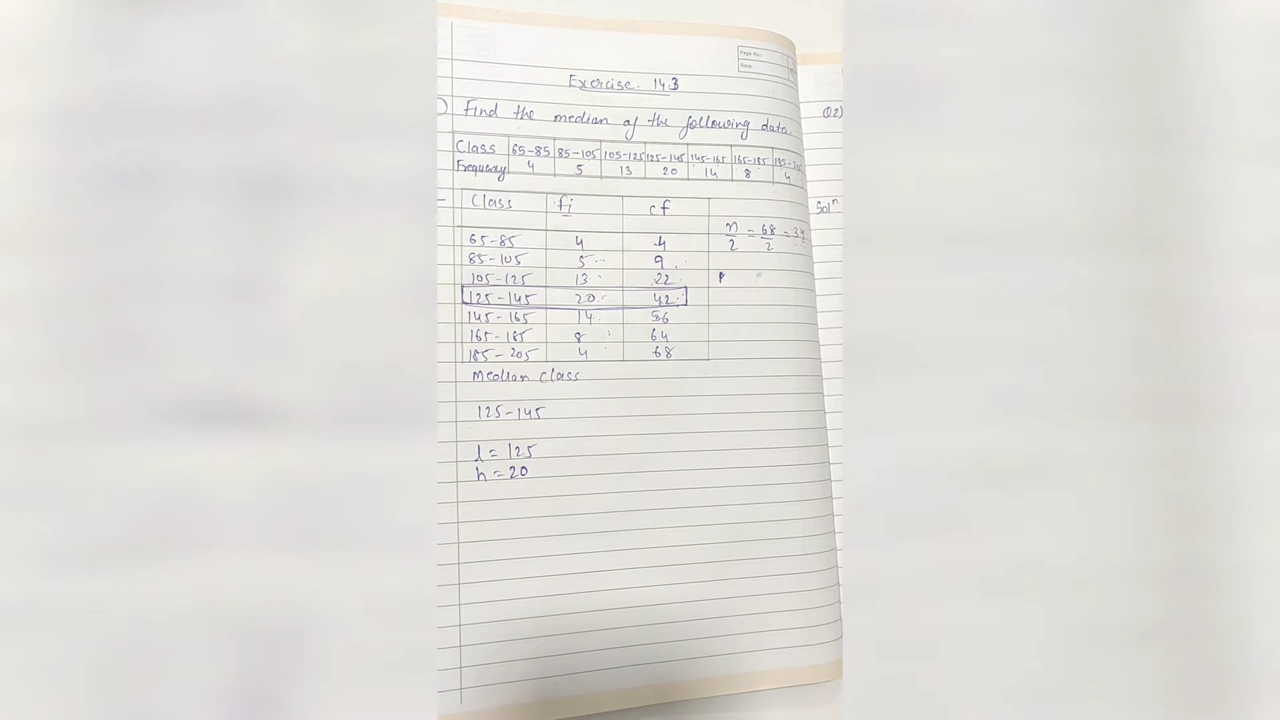 Page No.:
Date:
Exercise. 14.3
) Find the median of the following data.
Q2)
Class 65-85 85-105 105-125 125-145 145-165 165-185 185-205
Frequency 4 5 13 20 14 8 4
Class fi cf
Solⁿ
n/2 = 68/2 = 34
65-85 4 4
85-105 5 9
105-125 13 22
125-145 20 42
145-165 14 56
165-185 8 64
185-205 4 68
Median class
125-145
l = 125
h = 20